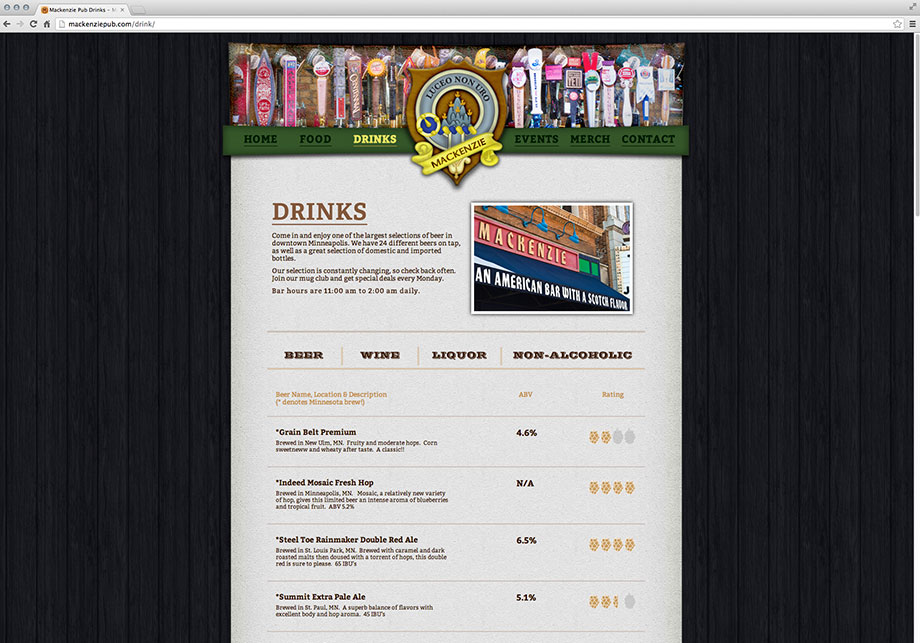 Mackenzie Pub Drinks – M
mackenziepub.com/drink/
LUCEO NON URO
MACKENZIE
HOME
FOOD
DRINKS
EVENTS
MERCH
CONTACT
DRINKS
Come in and enjoy one of the largest selections of beer in
downtown Minneapolis. We have 24 different beers on tap,
as well as a great selection of domestic and imported
bottles.
Our selection is constantly changing, so check back often.
Join our mug club and get special deals every Monday.
Bar hours are 11:00 am to 2:00 am daily.
MACKENZIE
AN AMERICAN BAR WITH A SCOTCH FLAVOR
BEER
WINE
LIQUOR
NON-ALCOHOLIC
Beer Name, Location & Description
(* denotes Minnesota brew!)
ABV
Rating
*Grain Belt Premium
4.6%
Brewed in New Ulm, MN. Fruity and moderate hops. Corn
sweetneww and wheaty after taste. A classic!!
*Indeed Mosaic Fresh Hop
N/A
Brewed in Minneapolis, MN. Mosaic, a relatively new variety
of hop, gives this limited beer an intense aroma of blueberries
and tropical fruit. ABV 5.2%
*Steel Toe Rainmaker Double Red Ale
6.5%
Brewed in St. Louis Park, MN. Brewed with caramel and dark
roasted malts then doused with a torrent of hops, this double
red is sure to please. 65 IBU's
*Summit Extra Pale Ale
5.1%
Brewed in St. Paul, MN. A superb balance of flavors with
excellent body and hop aroma. 45 IBU's